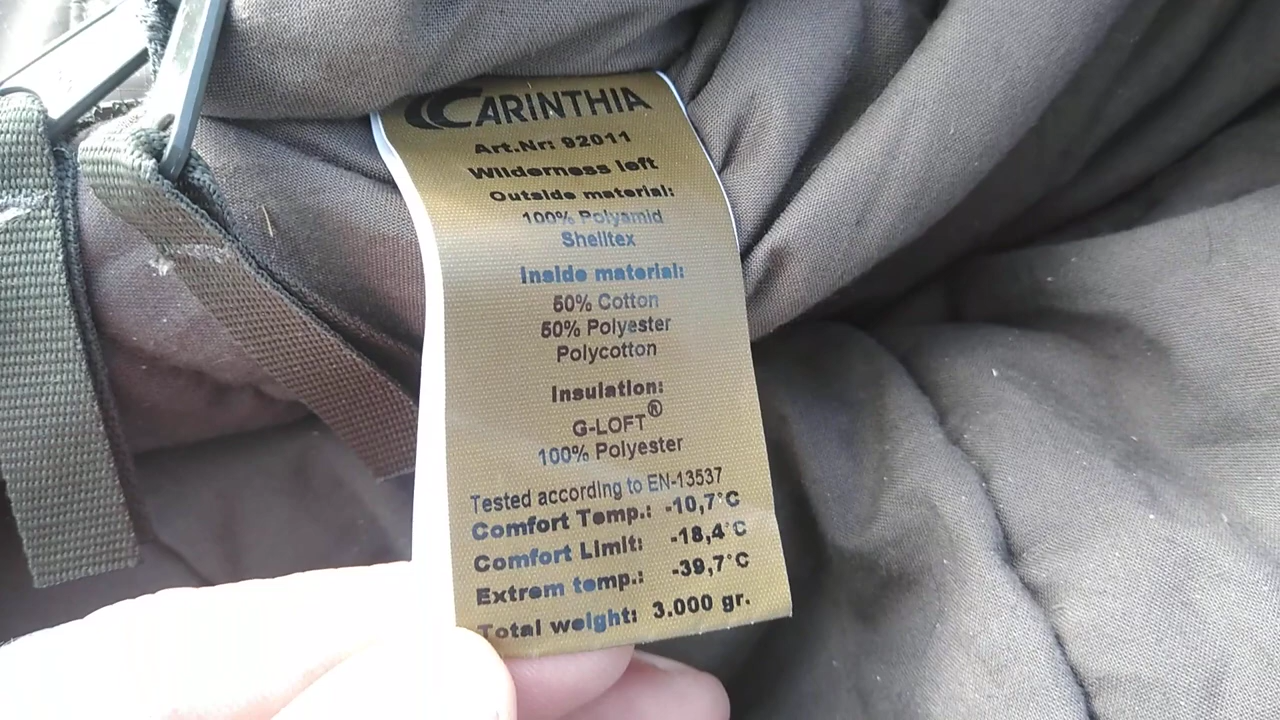 CARINTHIA
Art.Nr: 92011
Wilderness left
Outside material:
100% Polyamid
Shelltex
Inside material:
50% Cotton
50% Polyester
Polycotton
Insulation:
G-LOFT®
100% Polyester
Tested according to EN-13537
Comfort Temp.: -10,7°C
Comfort Limit: -18,4°C
Extrem temp.: -39,7°C
Total weight: 3.000 gr.